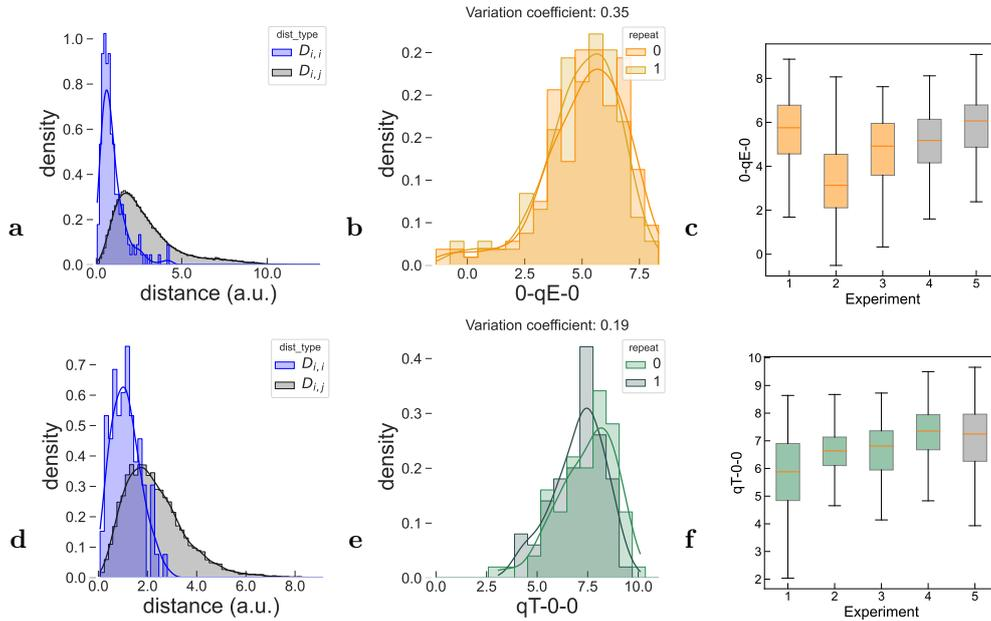 a
1.0
0.8
0.6
0.4
0.2
0.0
density
0.0 5.0 10.0
distance (a.u.)
dist_type
D_{i,i}
D_{i,j}
b
Variation coefficient: 0.35
0.2
0.2
0.2
0.1
0.1
0.0
density
0.0 2.5 5.0 7.5
0-qE-0
repeat
0
1
c
8
6
4
2
0
0-qE-0
1 2 3 4 5
Experiment
d
0.7
0.6
0.5
0.4
0.3
0.2
0.1
0.0
density
0.0 2.0 4.0 6.0 8.0
distance (a.u.)
dist_type
D_{i,i}
D_{i,j}
e
Variation coefficient: 0.19
0.4
0.3
0.2
0.1
0.0
density
0.0 2.5 5.0 7.5 10.0
qT-0-0
repeat
0
1
f
10
9
8
7
6
5
4
3
2
qT-0-0
1 2 3 4 5
Experiment